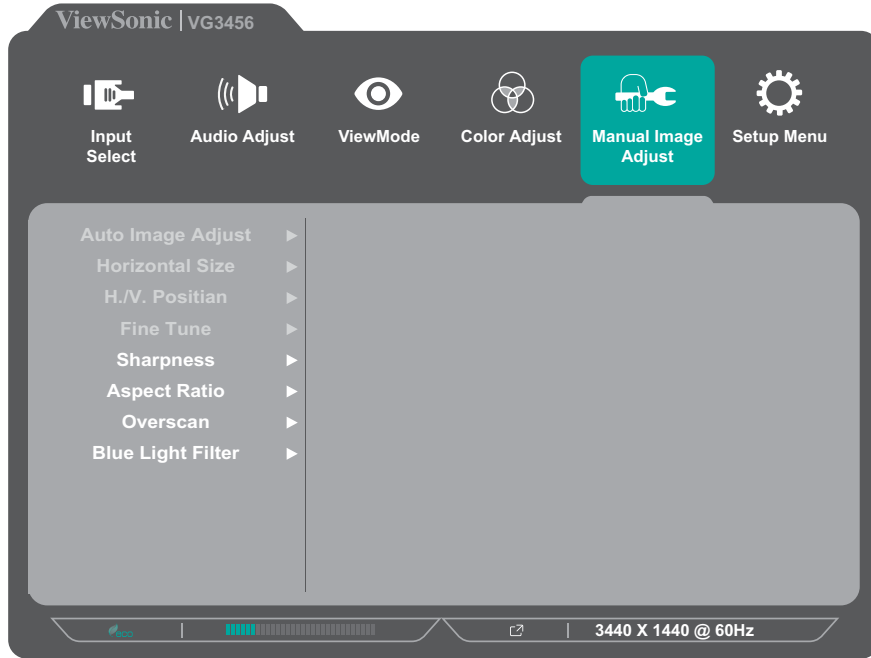 ViewSonic | VG3456
Input
Select
Audio Adjust
ViewMode
Color Adjust
Manual Image
Adjust
Setup Menu
Auto Image Adjust
Horizontal Size
H./V. Positian
Fine Tune
Sharpness
Aspect Ratio
Overscan
Blue Light Filter
eco
3440 X 1440 @ 60Hz